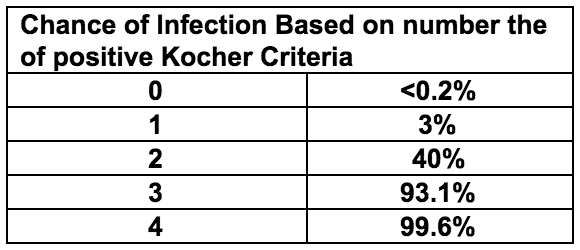 Chance of Infection Based on number the
of positive Kocher Criteria
0 <0.2%
1 3%
2 40%
3 93.1%
4 99.6%